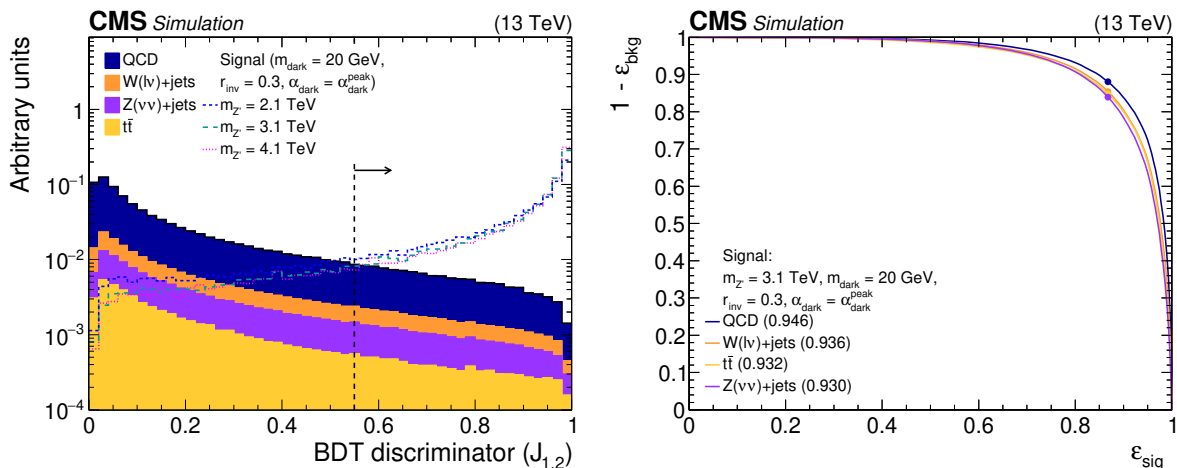 CMS Simulation (13 TeV)
Arbitrary units
1
10⁻¹
10⁻²
10⁻³
10⁻⁴
QCD
W(lν)+jets
Z(νν)+jets
tt̄
Signal (m_dark = 20 GeV,
r_inv = 0.3, α_dark = α_dark^peak)
m_Z' = 2.1 TeV
m_Z' = 3.1 TeV
m_Z' = 4.1 TeV
0 0.2 0.4 0.6 0.8 1
BDT discriminator (J_1,2)
CMS Simulation (13 TeV)
1 - ε_bkg
1
0.9
0.8
0.7
0.6
0.5
0.4
0.3
0.2
0.1
0
Signal:
m_Z' = 3.1 TeV, m_dark = 20 GeV,
r_inv = 0.3, α_dark = α_dark^peak
QCD (0.946)
W(lν)+jets (0.936)
tt̄ (0.932)
Z(νν)+jets (0.930)
0 0.2 0.4 0.6 0.8 1
ε_sig